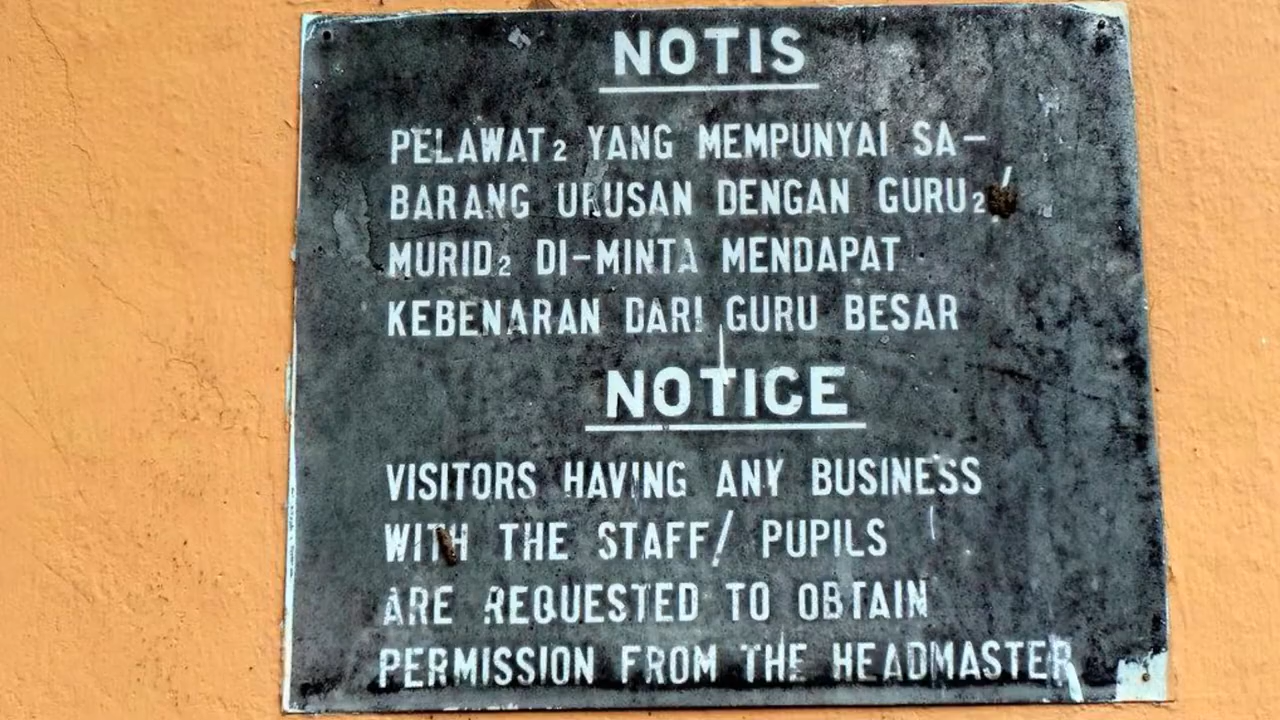 NOTIS
PELAWAT2 YANG MEMPUNYAI SA-
BARANG URUSAN DENGAN GURU2/
MURID2 DI-MINTA MENDAPAT
KEBENARAN DARI GURU BESAR
NOTICE
VISITORS HAVING ANY BUSINESS
WITH THE STAFF/ PUPILS
ARE REQUESTED TO OBTAIN
PERMISSION FROM THE HEADMASTER